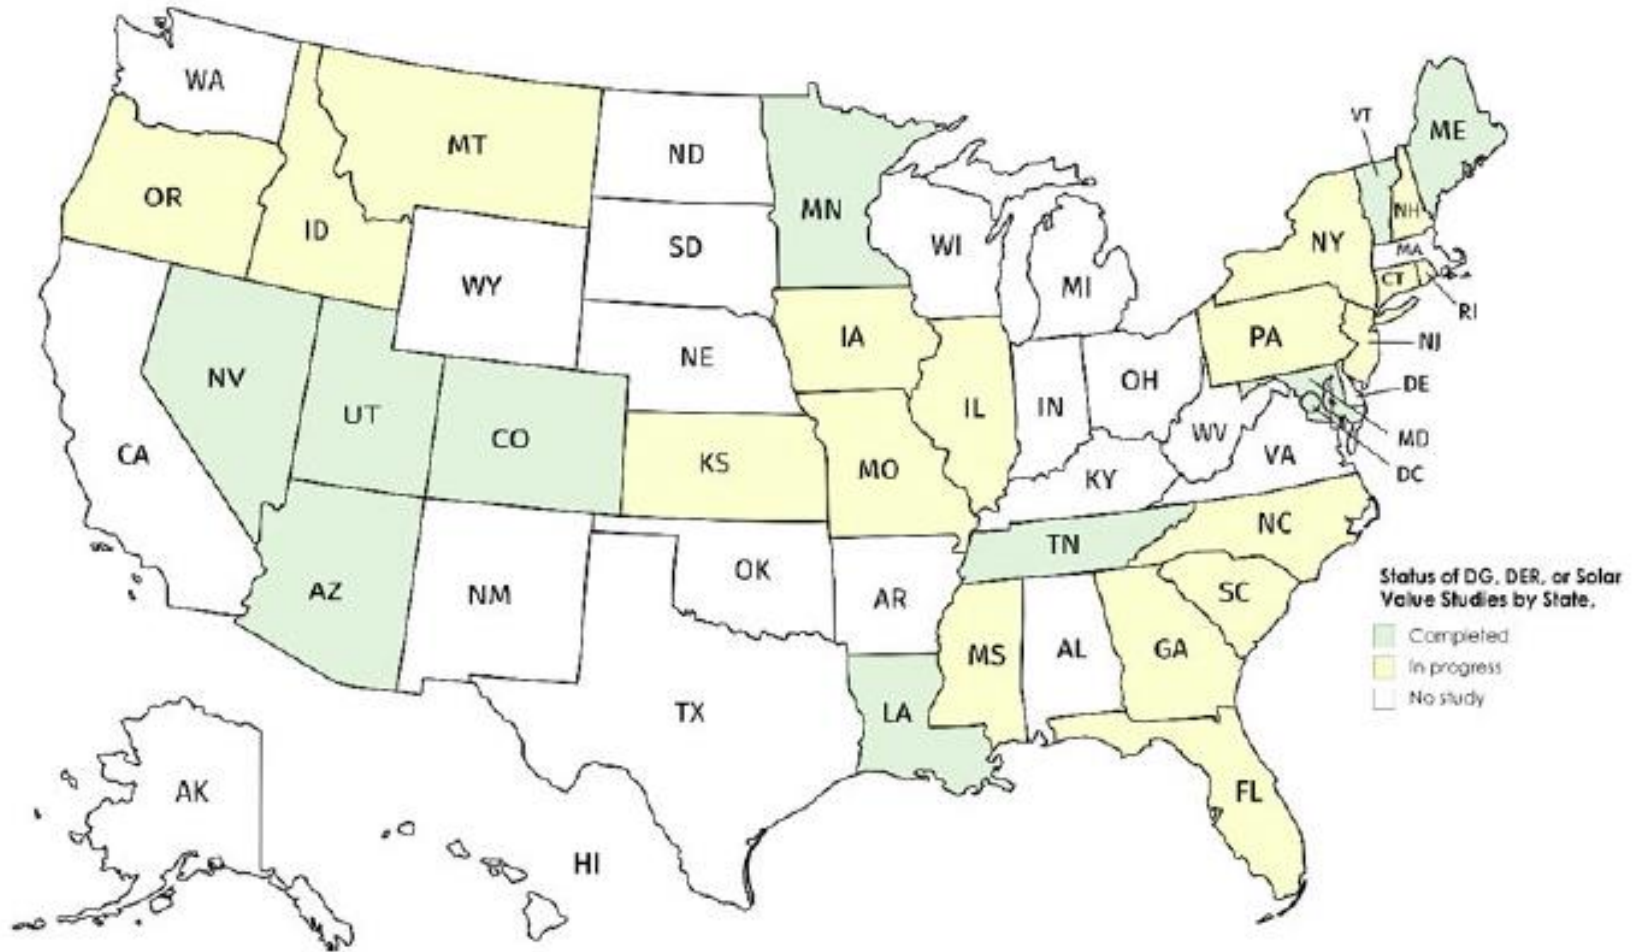 WA
MT
ND
MN
VT
ME
OR
ID
SD
WI
NH
NY
MA
WY
MI
CT
RI
IA
PA
NJ
NE
NV
OH
DE
UT
IL
IN
CO
MD
WV
CA
KS
MO
VA
DC
KY
NC
TN
OK
AZ
NM
AR
SC
Status of DG, DER, or Solar
Value Studies by State.
Completed
In progress
No study
MS
AL
GA
TX
LA
AK
FL
HI